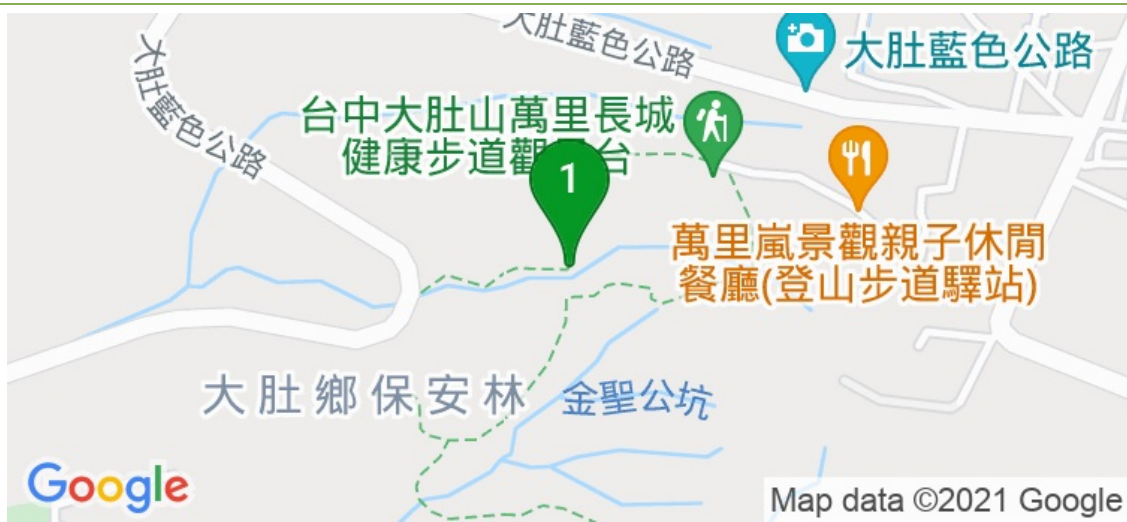 大肚藍色公路
大肚藍色公路
大肚藍色公路
台中大肚山萬里長城
健康步道觀景台
1
萬里嵐景觀親子休閒
餐廳(登山步道驛站)
大肚鄉保安林
金聖公坑
Google
Map data ©2021 Google